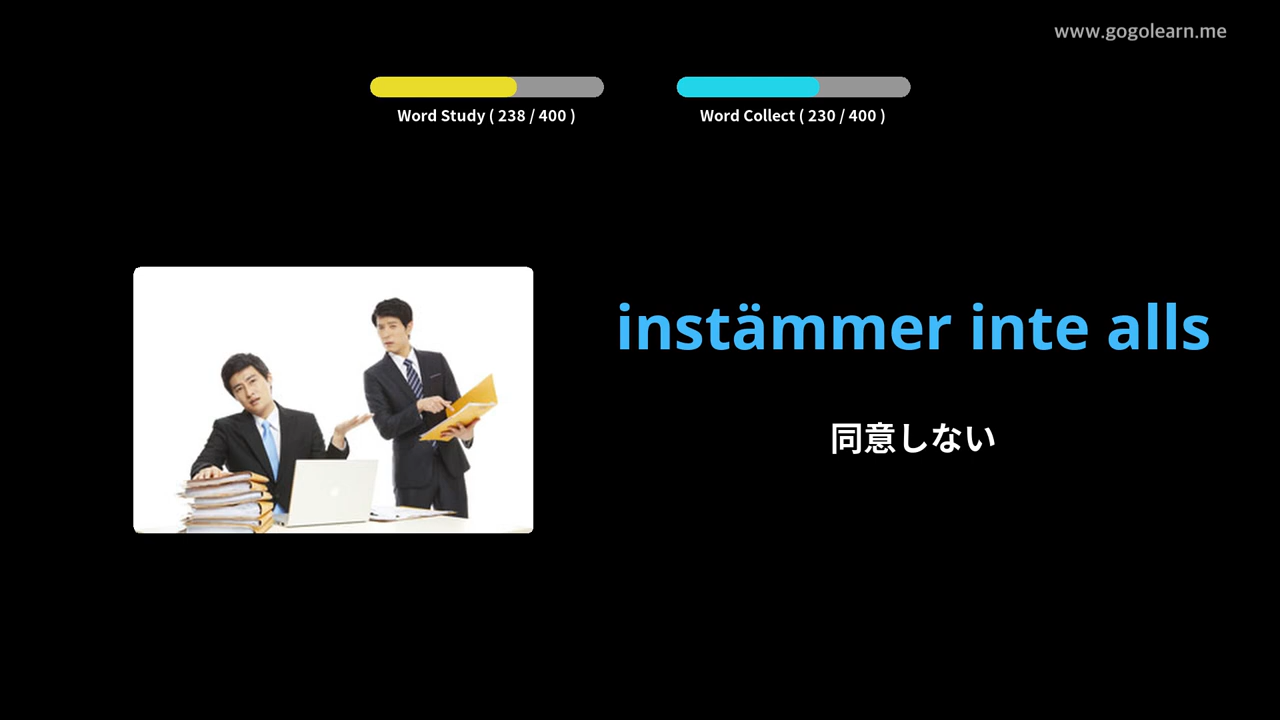 www.gogolearn.me
Word Study ( 238 / 400 )
Word Collect ( 230 / 400 )
instämmer inte alls
同意しない